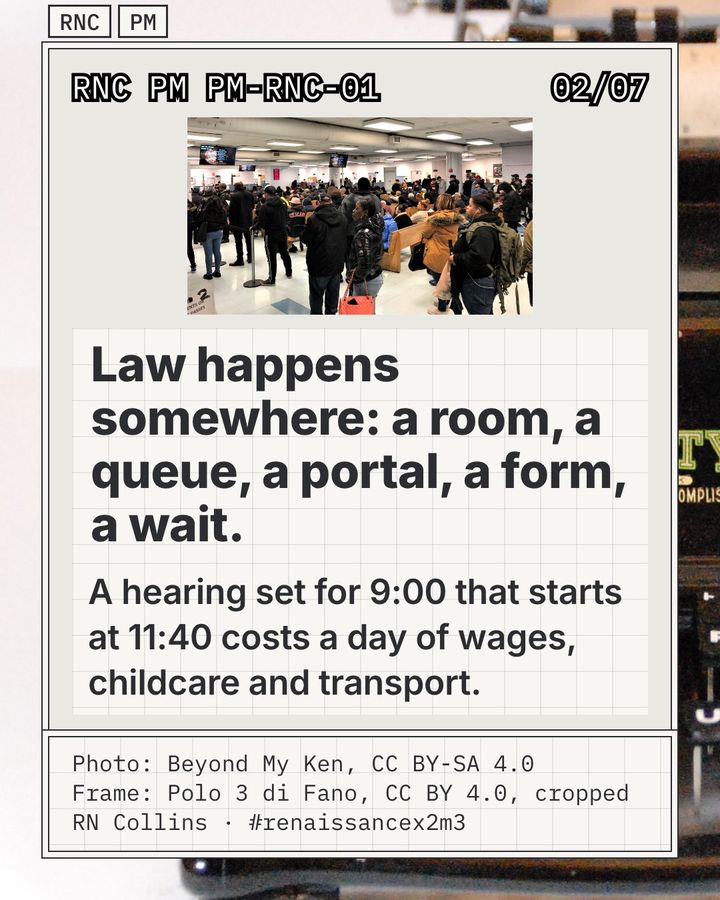 RNC PM
RNC PM PM-RNC-01 02/07
Law happens
somewhere: a room, a
queue, a portal, a form,
a wait.
A hearing set for 9:00 that starts
at 11:40 costs a day of wages,
childcare and transport.
Photo: Beyond My Ken, CC BY-SA 4.0
Frame: Polo 3 di Fano, CC BY 4.0, cropped
RN Collins · #renaissancex2m3